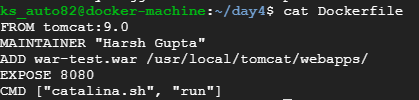 ks_auto82@docker-machine:~/day4$ cat Dockerfile
FROM tomcat:9.0
MAINTAINER "Harsh Gupta"
ADD war-test.war /usr/local/tomcat/webapps/
EXPOSE 8080
CMD ["catalina.sh", "run"]